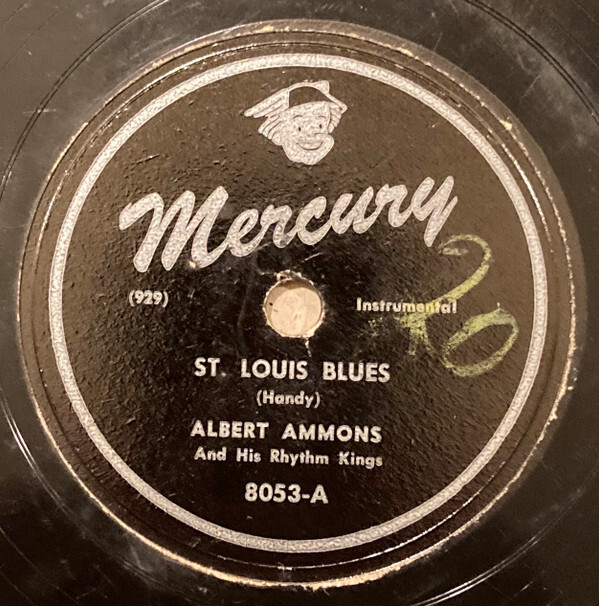 Mercury
(929) Instrumental
20
ST. LOUIS BLUES
(Handy)
ALBERT AMMONS
And His Rhythm Kings
8053-A